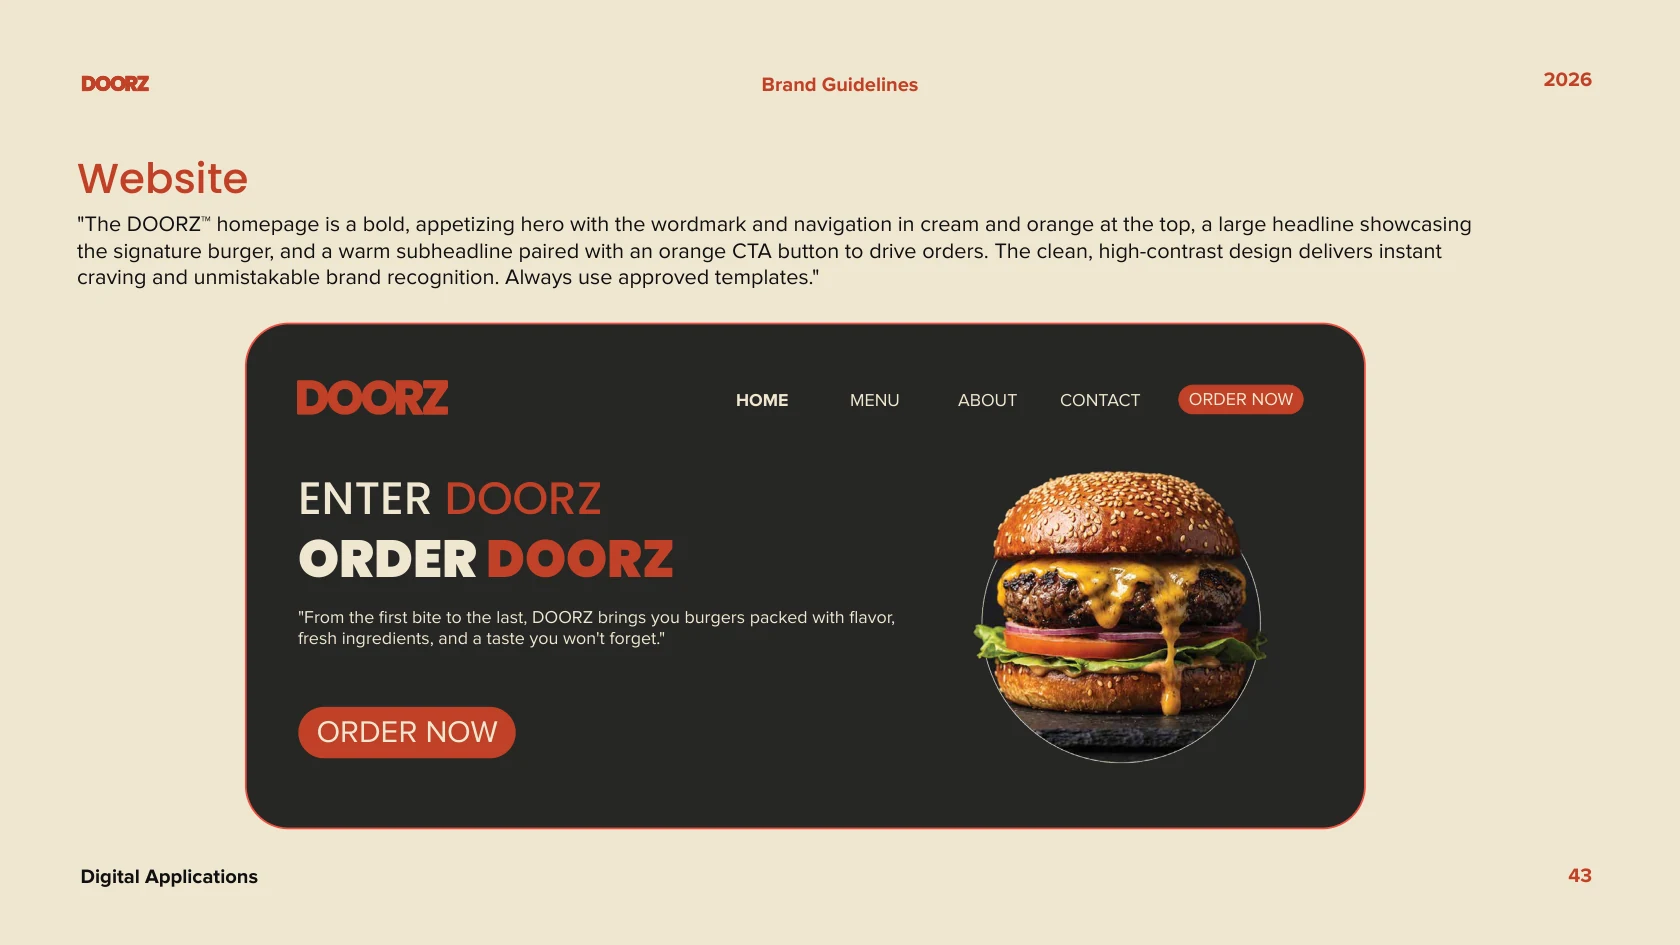 DOORZ
Brand Guidelines
2026
Website
"The DOORZ™ homepage is a bold, appetizing hero with the wordmark and navigation in cream and orange at the top, a large headline showcasing
the signature burger, and a warm subheadline paired with an orange CTA button to drive orders. The clean, high-contrast design delivers instant
craving and unmistakable brand recognition. Always use approved templates."
DOORZ
HOME
MENU
ABOUT
CONTACT
ORDER NOW
ENTER DOORZ
ORDER DOORZ
"From the first bite to the last, DOORZ brings you burgers packed with flavor,
fresh ingredients, and a taste you won't forget."
ORDER NOW
Digital Applications
43